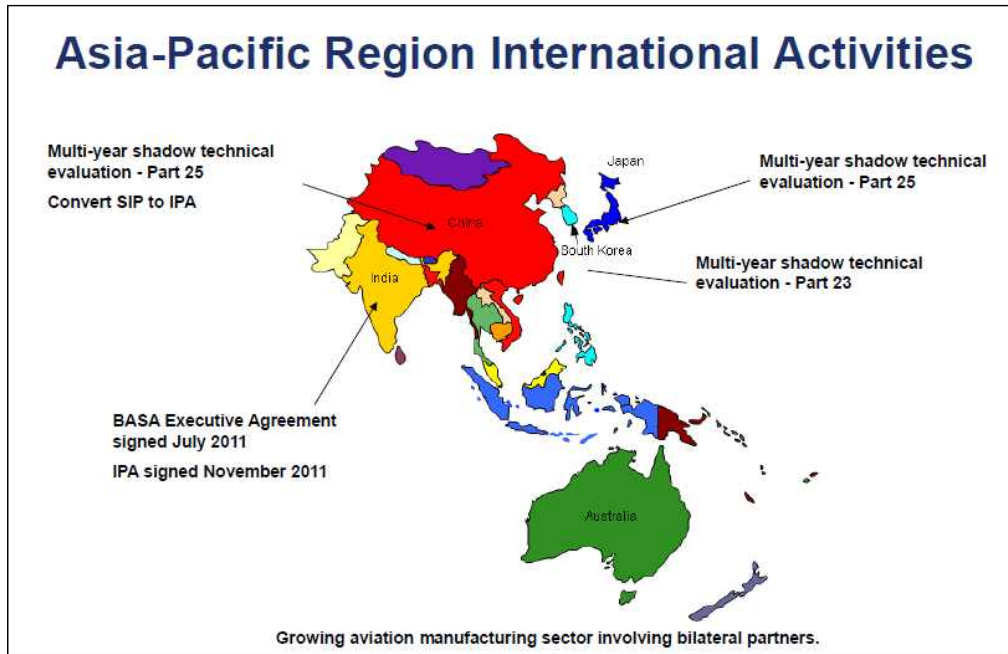 Asia-Pacific Region International Activities
Multi-year shadow technical
evaluation - Part 25
Convert SIP to IPA
Japan
Multi-year shadow technical
evaluation - Part 25
China
South Korea
India
Multi-year shadow technical
evaluation - Part 23
BASA Executive Agreement
signed July 2011
IPA signed November 2011
Australia
Growing aviation manufacturing sector involving bilateral partners.